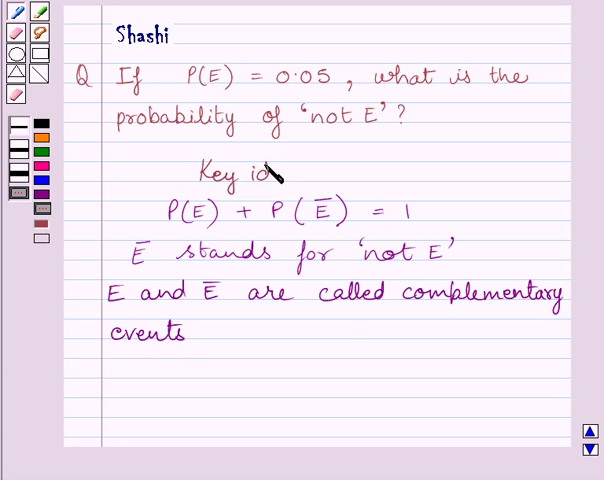 Shashi
Q If P(E) = 0.05, what is the
probability of 'not E'?
Key id
P(E) + P(Ē) = 1
Ē stands for 'not E'
E and Ē are called complementary
events